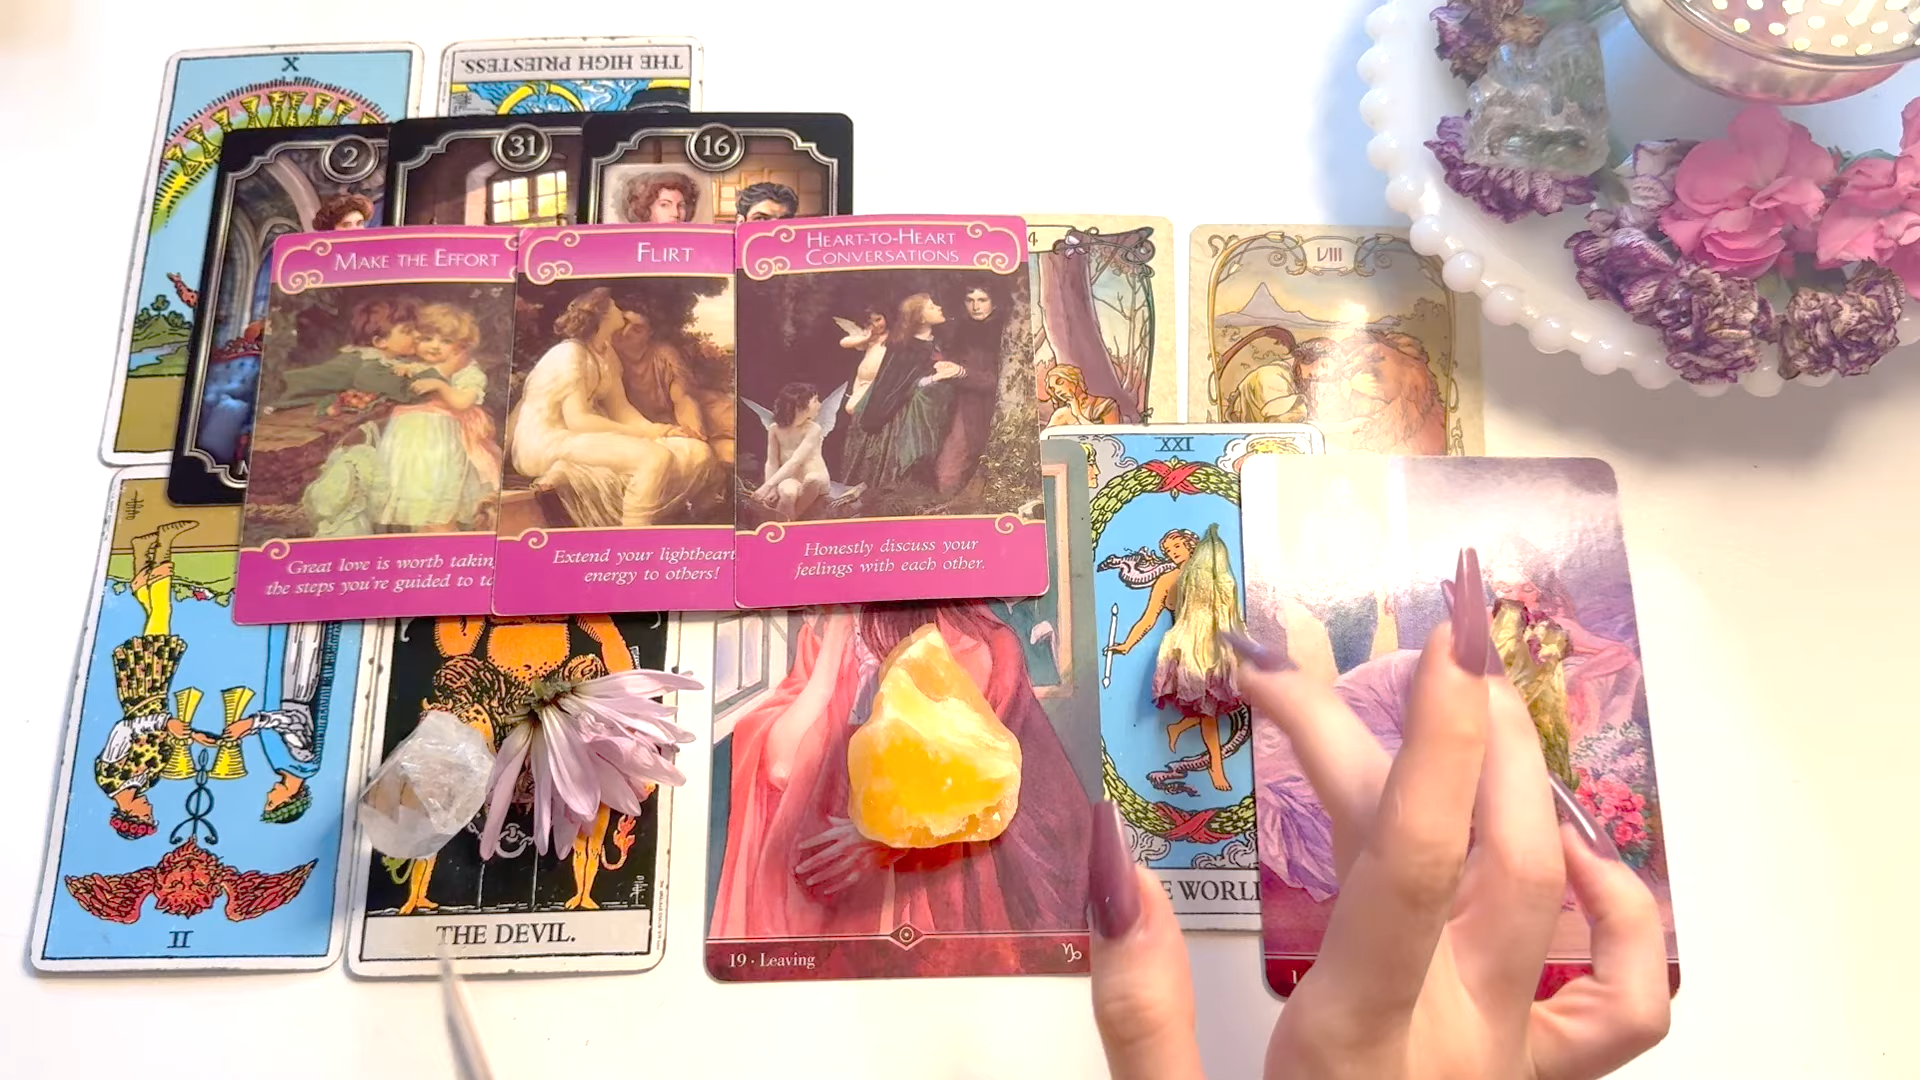 X
THE HIGH PRIESTESS.
2
31
16
MAKE THE EFFORT
FLIRT
HEART-TO-HEART
CONVERSATIONS
4
VIII
Great love is worth takin
the steps you're guided to ta
Extend your lightheart
energy to others!
Honestly discuss your
feelings with each other.
XXI
E WORL
II
THE DEVIL.
19 · Leaving